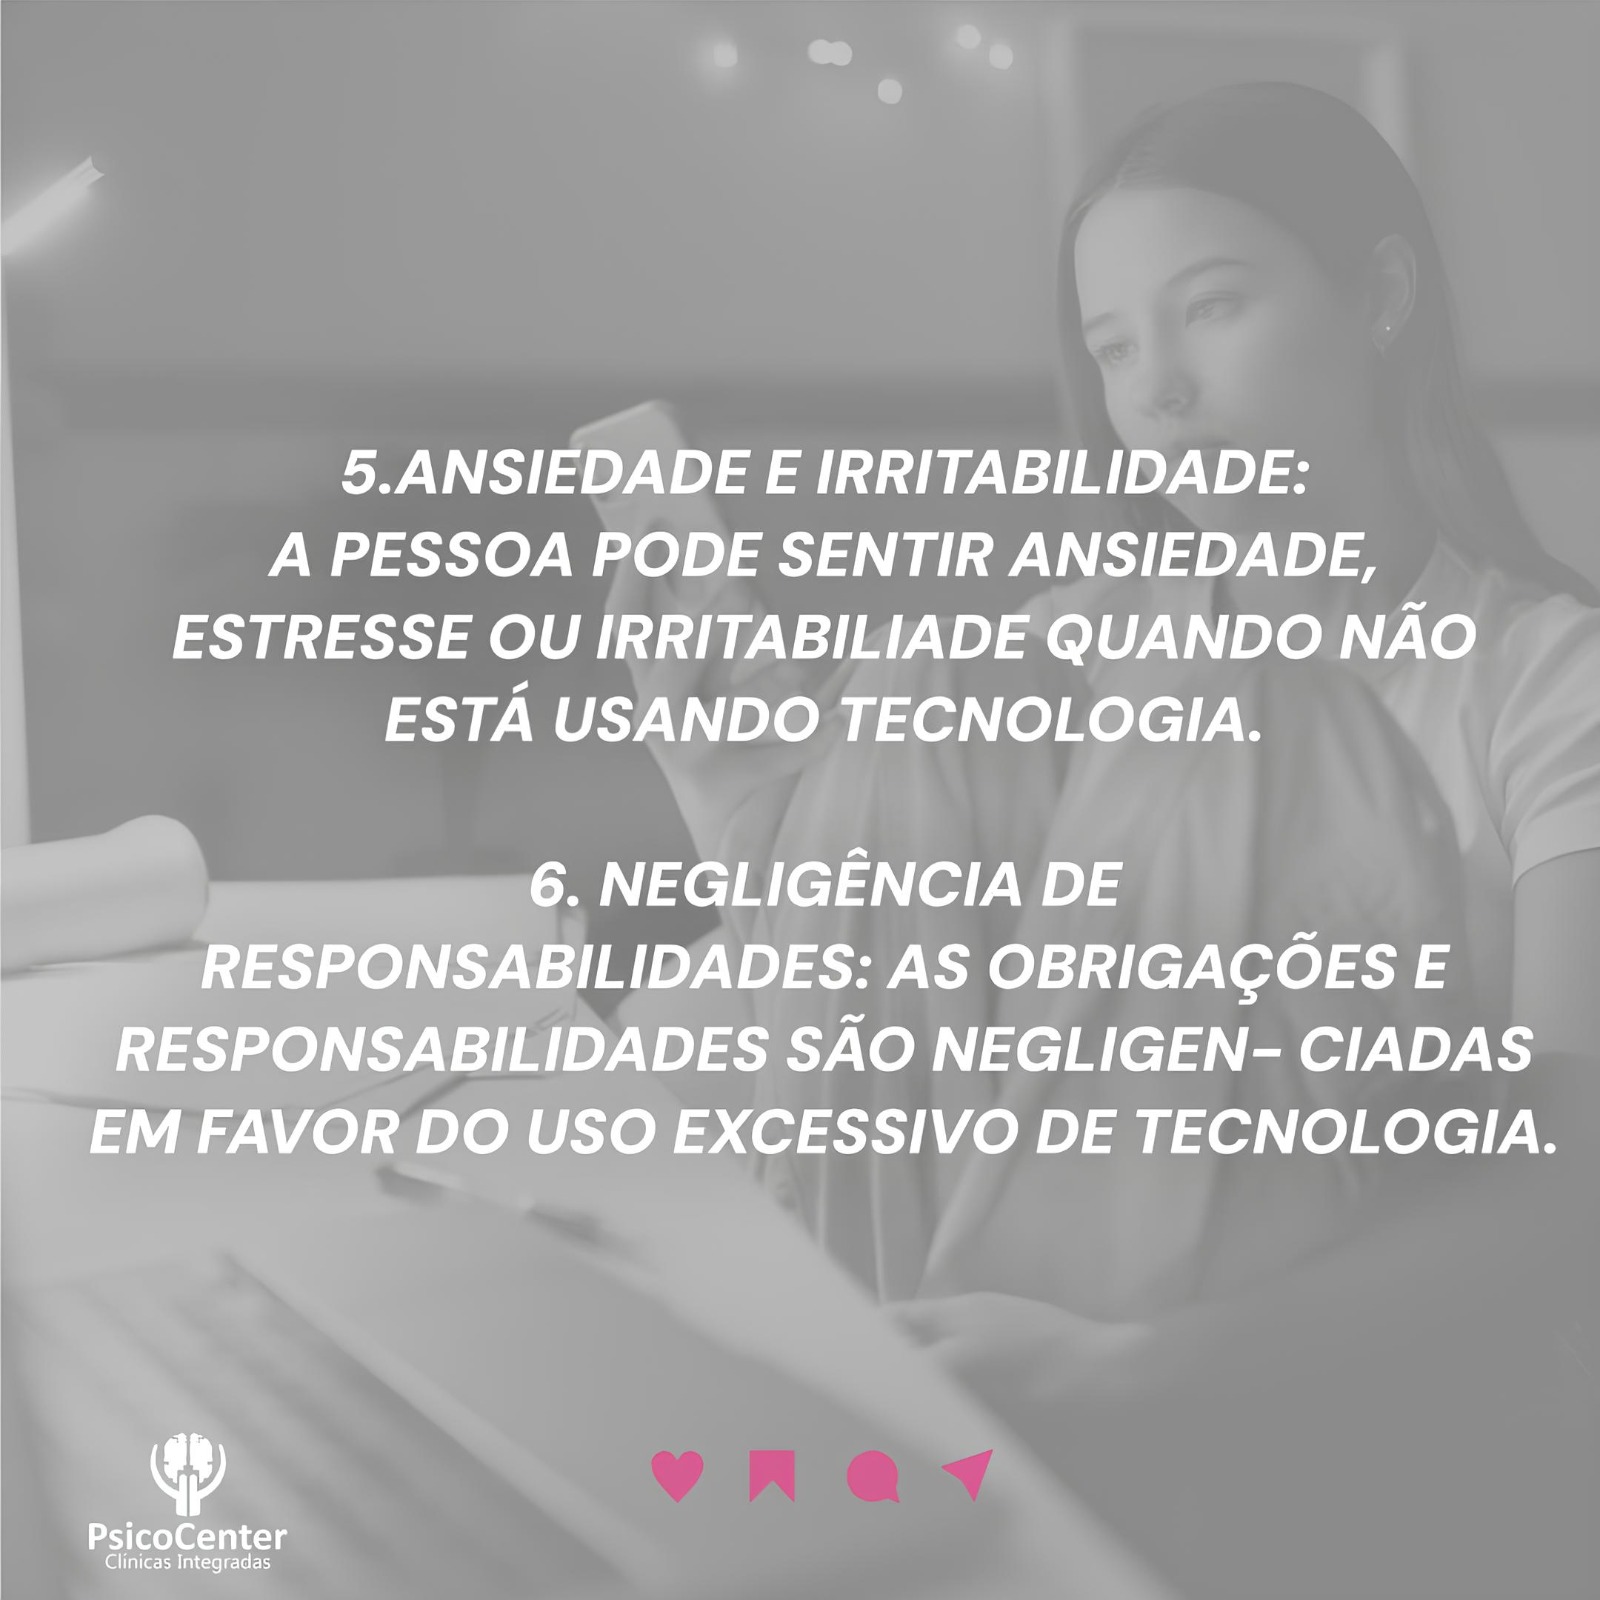 5.ANSIEDADE E IRRITABILIDADE:
A PESSOA PODE SENTIR ANSIEDADE,
ESTRESSE OU IRRITABILIADE QUANDO NÃO
ESTÁ USANDO TECNOLOGIA.
6. NEGLIGÊNCIA DE
RESPONSABILIDADES: AS OBRIGAÇÕES E
RESPONSABILIDADES SÃO NEGLIGEN- CIADAS
EM FAVOR DO USO EXCESSIVO DE TECNOLOGIA.
PsicoCenter
Clínicas Integradas